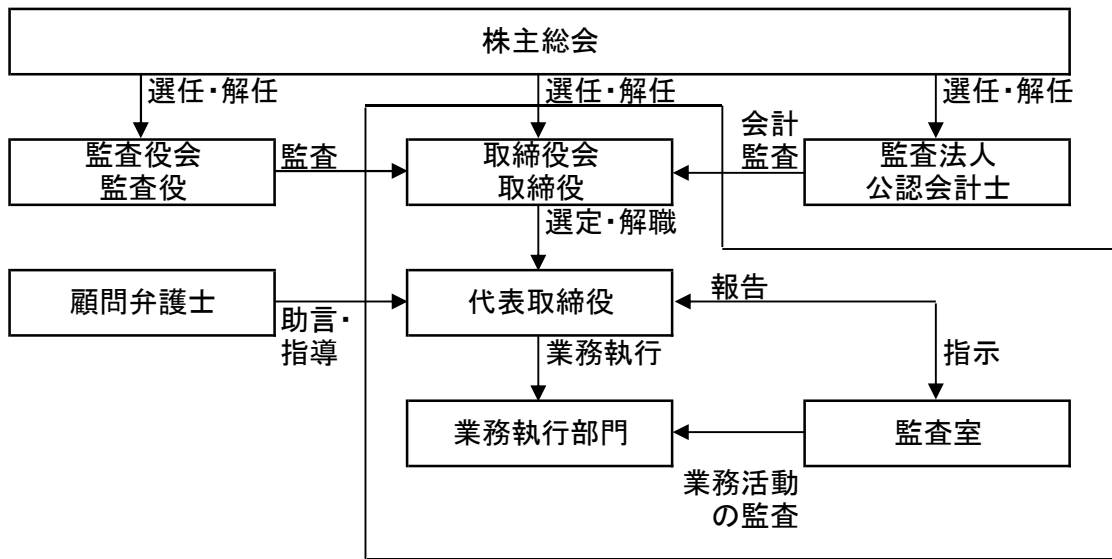 株主総会
選任・解任
選任・解任
選任・解任
監査役会
監査役
監査
取締役会
取締役
会計
監査
監査法人
公認会計士
選定・解職
顧問弁護士
助言・
指導
代表取締役
報告
業務執行
指示
業務執行部門
監査室
業務活動
の監査